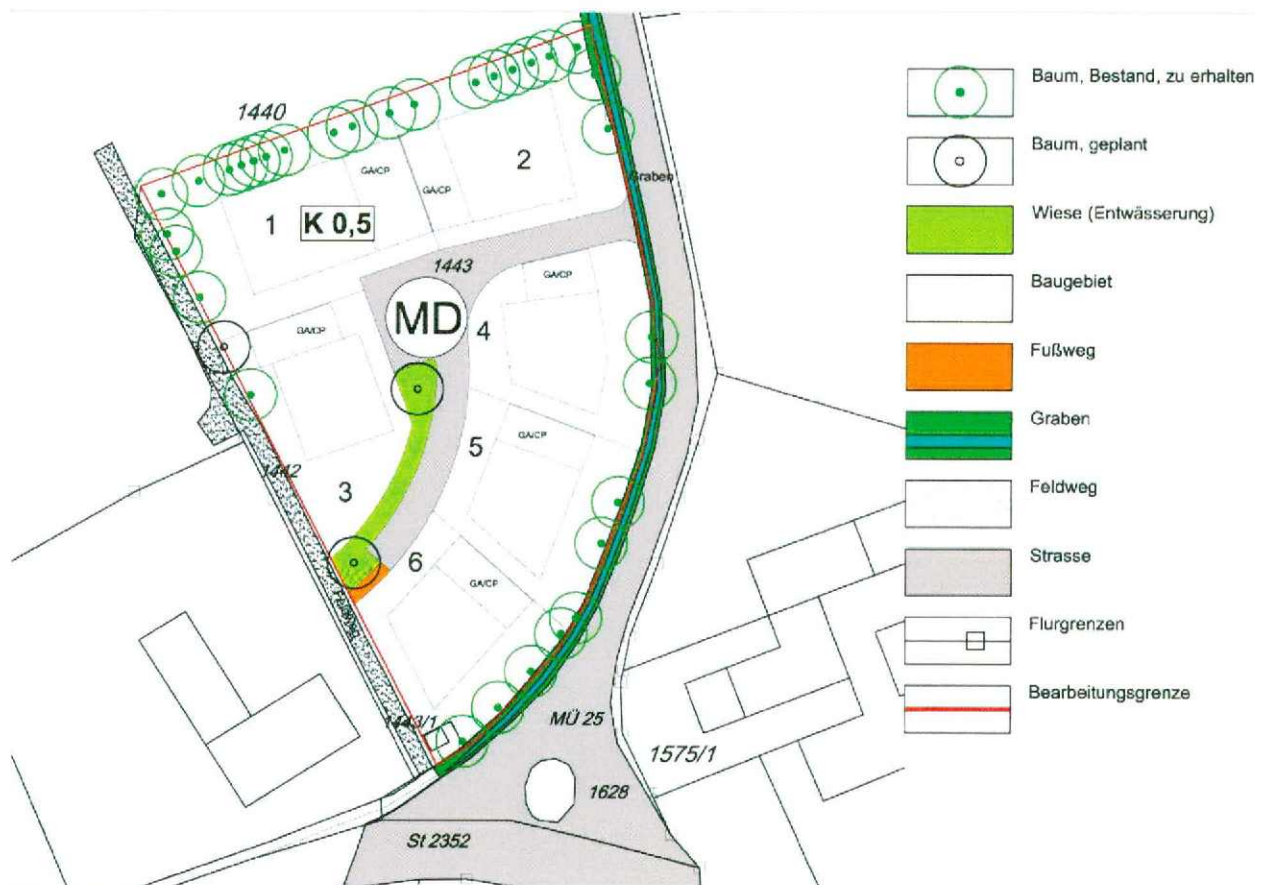 1440
2
GA/CP
GA/CP
Graben
1
K 0,5
1443
MD
GA/CP
4
GA/CP
5
GA/CP
1442
3
6
GA/CP
Feldweg
1443/1
MÜ 25
1575/1
1628
St 2352
Baum, Bestand, zu erhalten
Baum, geplant
Wiese (Entwässerung)
Baugebiet
Fußweg
Graben
Feldweg
Strasse
Flurgrenzen
Bearbeitungsgrenze